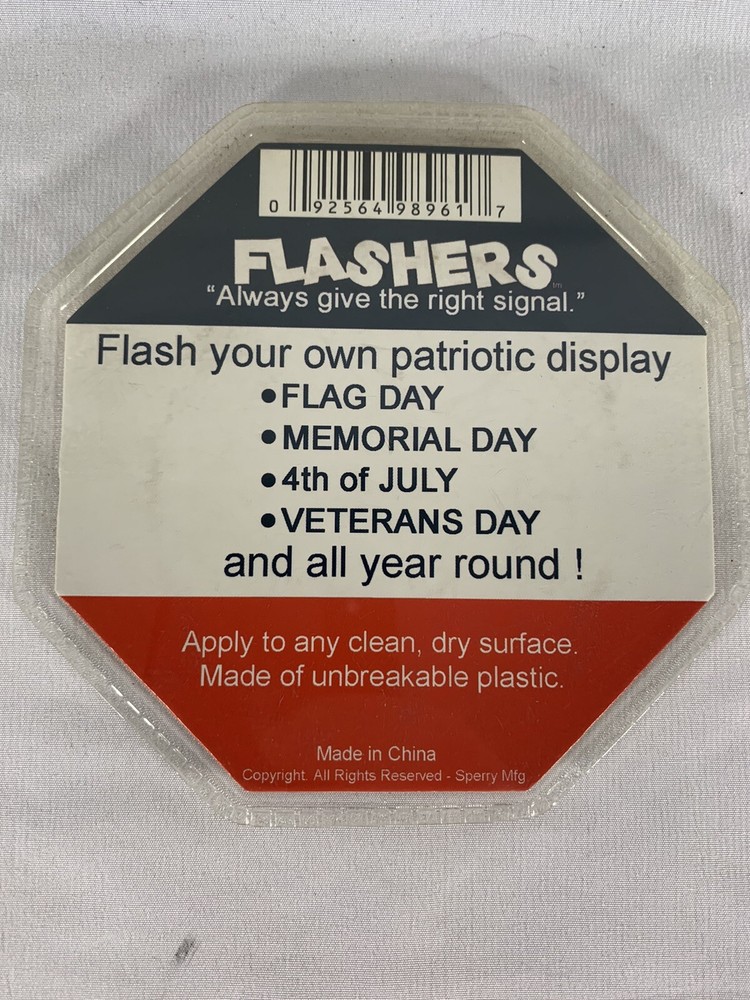 0 92564 98961 7
FLASHERS™
“Always give the right signal.”
Flash your own patriotic display
•FLAG DAY
•MEMORIAL DAY
•4th of JULY
•VETERANS DAY
and all year round !
Apply to any clean, dry surface.
Made of unbreakable plastic.
Made in China
Copyright. All Rights Reserved - Sperry Mfg.